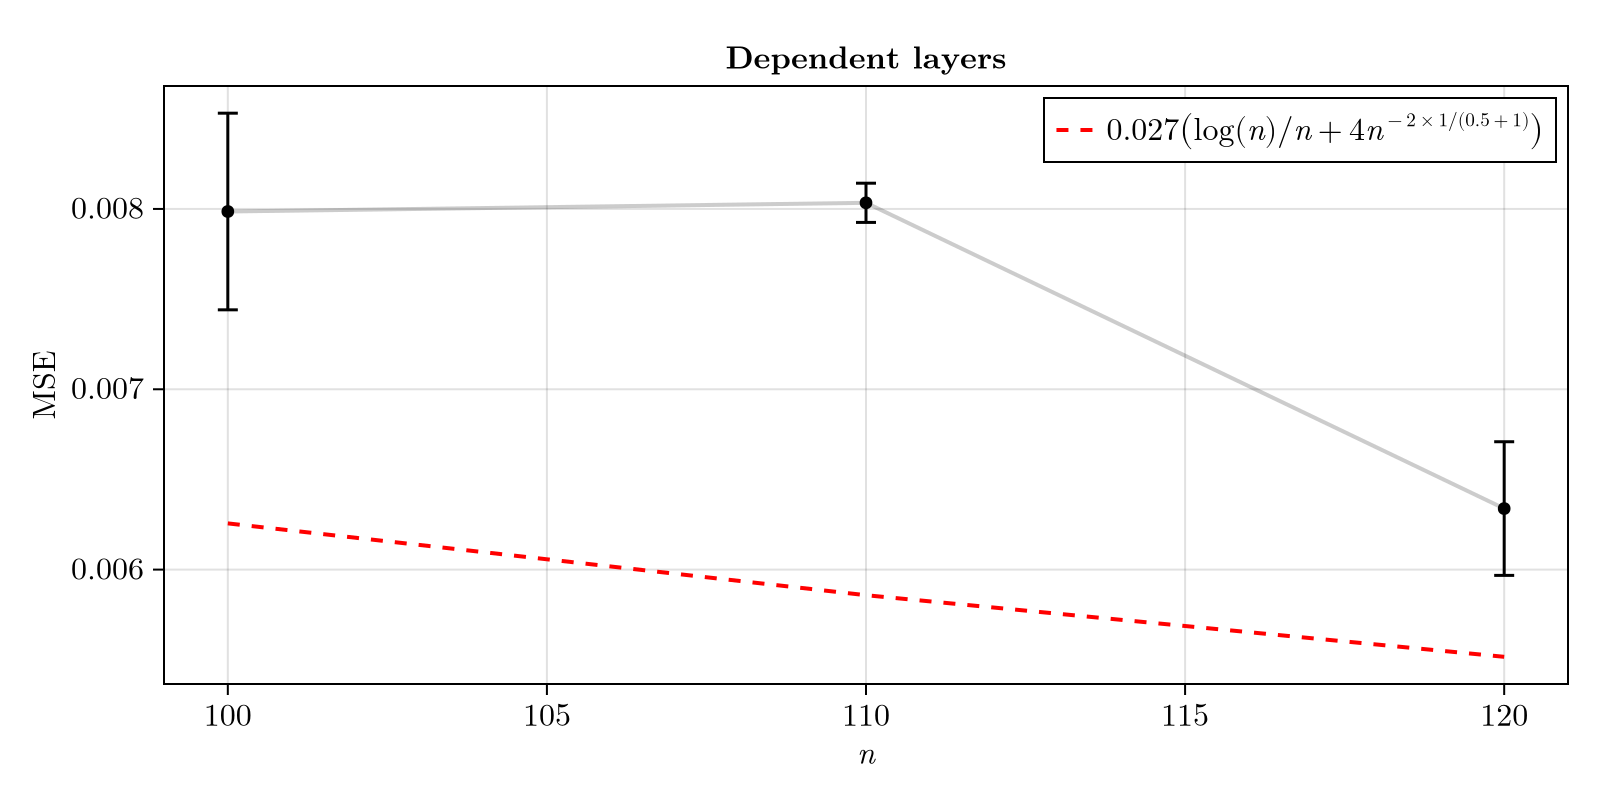 Dependent layers
0.027(log(n)/n + 4n^{-2×1/(0.5+1)})
0.008
0.007
0.006
MSE
100 105 110 115 120
n